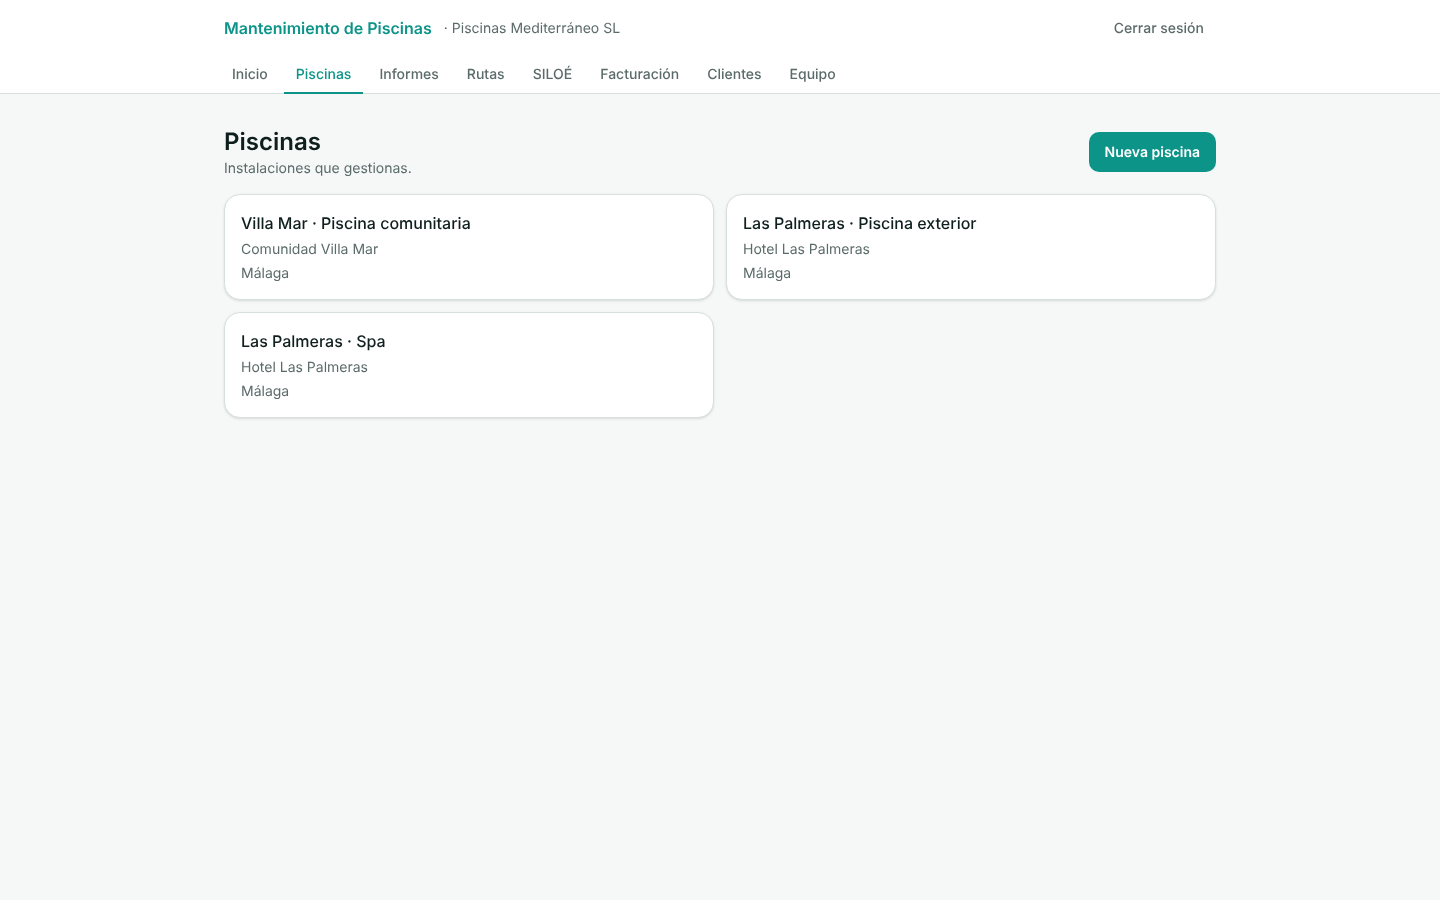 Mantenimiento de Piscinas · Piscinas Mediterráneo SL
Cerrar sesión
Inicio Piscinas Informes Rutas SILOÉ Facturación Clientes Equipo
Piscinas
Instalaciones que gestionas.
Nueva piscina
Villa Mar · Piscina comunitaria
Comunidad Villa Mar
Málaga
Las Palmeras · Piscina exterior
Hotel Las Palmeras
Málaga
Las Palmeras · Spa
Hotel Las Palmeras
Málaga